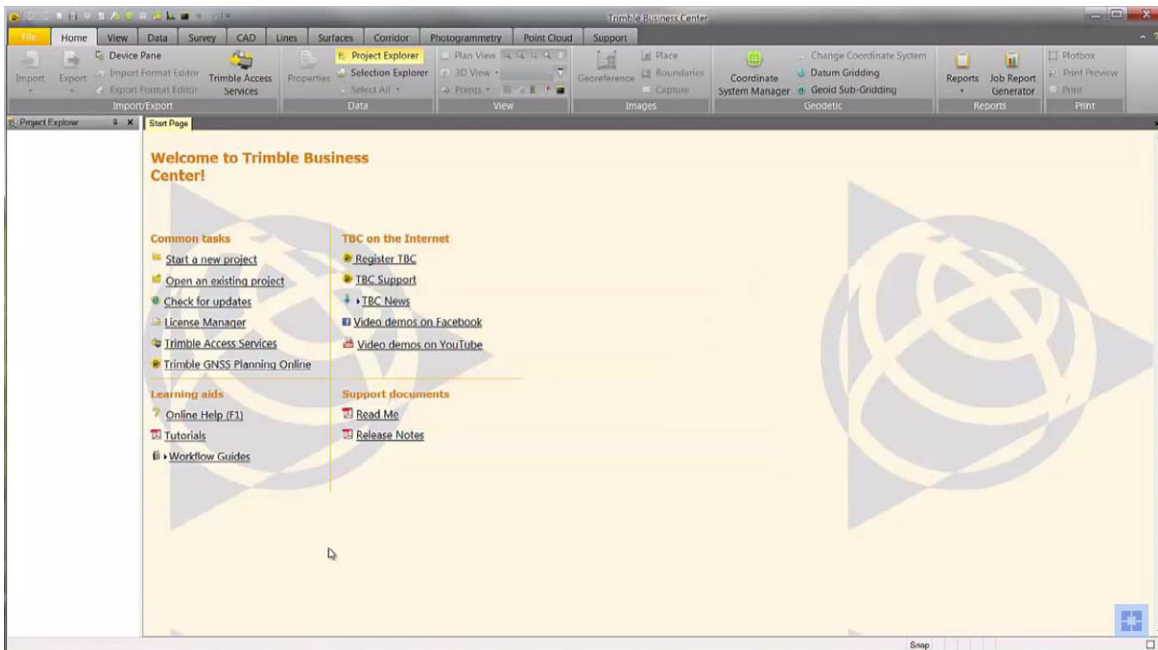 Trimble Business Center
File Home View Data Survey CAD Lines Surfaces Corridor Photogrammetry Point Cloud Support
Import
Export
Device Pane
Import Format Editor
Export Format Editor
Trimble Access
Services
Import/Export
Properties
Project Explorer
Selection Explorer
Select All
Data
Plan View
3D View
Points
View
Georeference
Place
Boundaries
Capture
Images
Coordinate
System Manager
Change Coordinate System
Datum Gridding
Geoid Sub-Gridding
Geodetic
Reports
Job Report
Generator
Reports
Plotbox
Print Preview
Print
Print
Project Explorer
Start Page
Welcome to Trimble Business
Center!
Common tasks
Start a new project
Open an existing project
Check for updates
License Manager
Trimble Access Services
Trimble GNSS Planning Online
TBC on the Internet
Register TBC
TBC Support
TBC News
Video demos on Facebook
Video demos on YouTube
Learning aids
Online Help (F1)
Tutorials
Workflow Guides
Support documents
Read Me
Release Notes
Snap